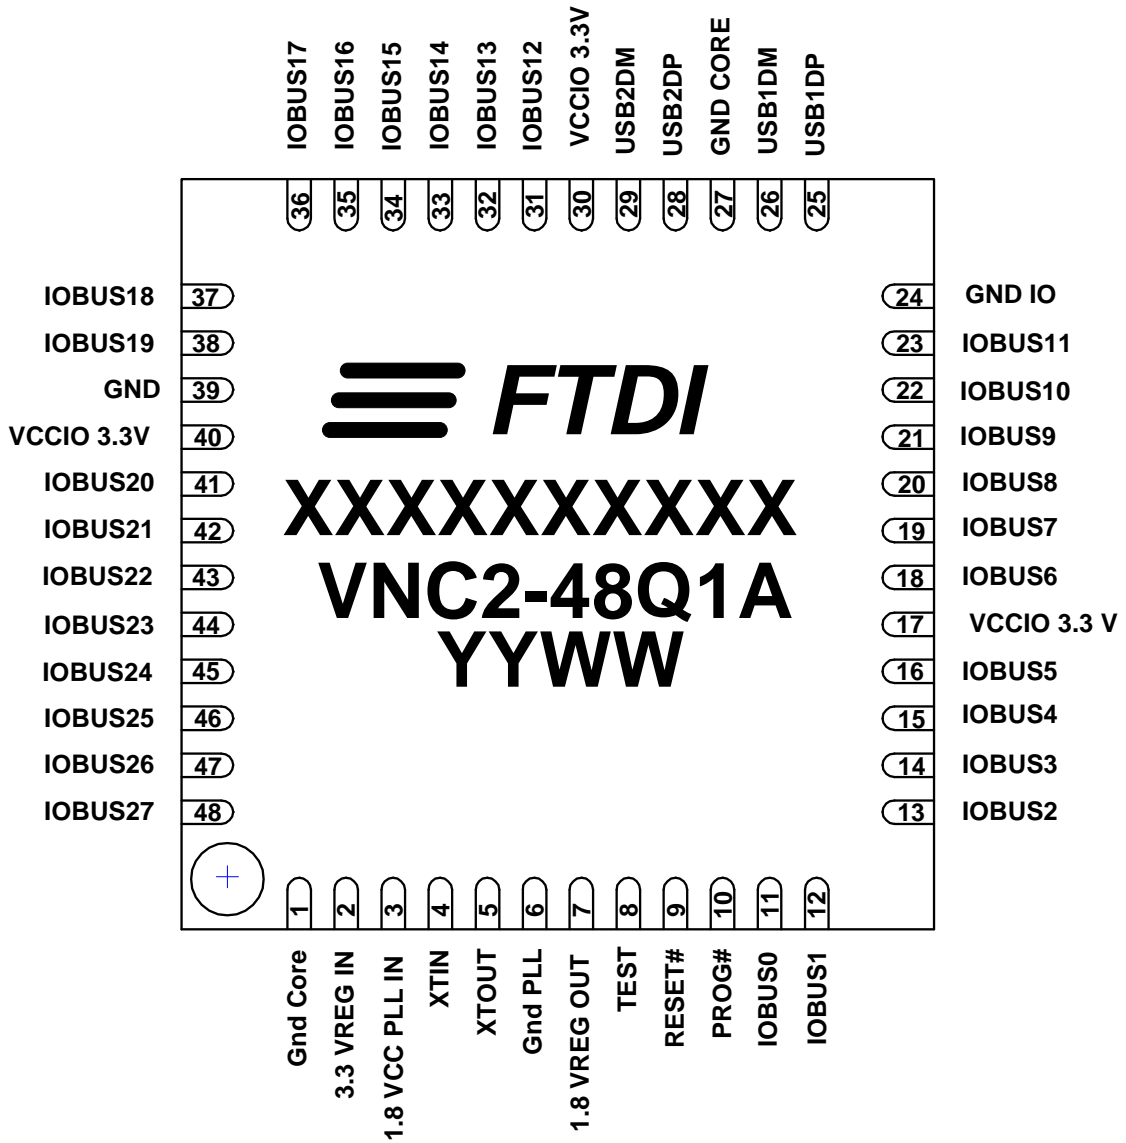 IOBUS17
IOBUS16
IOBUS15
IOBUS14
IOBUS13
IOBUS12
VCCIO 3.3V
USB2DM
USB2DP
GND CORE
USB1DM
USB1DP
36
35
34
33
32
31
30
29
28
27
26
25
IOBUS18 37
IOBUS19 38
GND 39
VCCIO 3.3V 40
IOBUS20 41
IOBUS21 42
IOBUS22 43
IOBUS23 44
IOBUS24 45
IOBUS25 46
IOBUS26 47
IOBUS27 48
FTDI
XXXXXXXXXX
VNC2-48Q1A
YYWW
24 GND IO
23 IOBUS11
22 IOBUS10
21 IOBUS9
20 IOBUS8
19 IOBUS7
18 IOBUS6
17 VCCIO 3.3 V
16 IOBUS5
15 IOBUS4
14 IOBUS3
13 IOBUS2
1
2
3
4
5
6
7
8
9
10
11
12
Gnd Core
3.3 VREG IN
1.8 VCC PLL IN
XTIN
XTOUT
Gnd PLL
1.8 VREG OUT
TEST
RESET#
PROG#
IOBUS0
IOBUS1